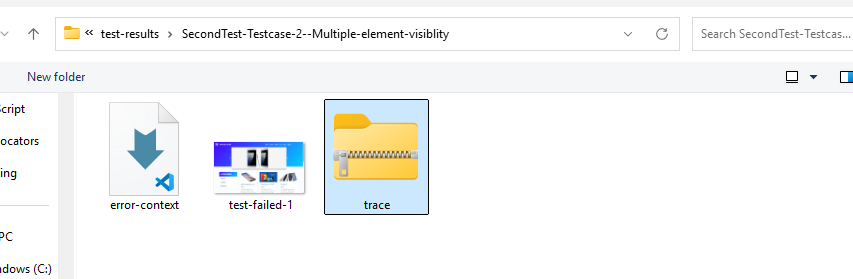 « test-results > SecondTest-Testcase-2--Multiple-element-visiblity
Search SecondTest-Testcas...
New folder
Script
ocators
ing
PC
ndows (C:)
error-context
test-failed-1
trace